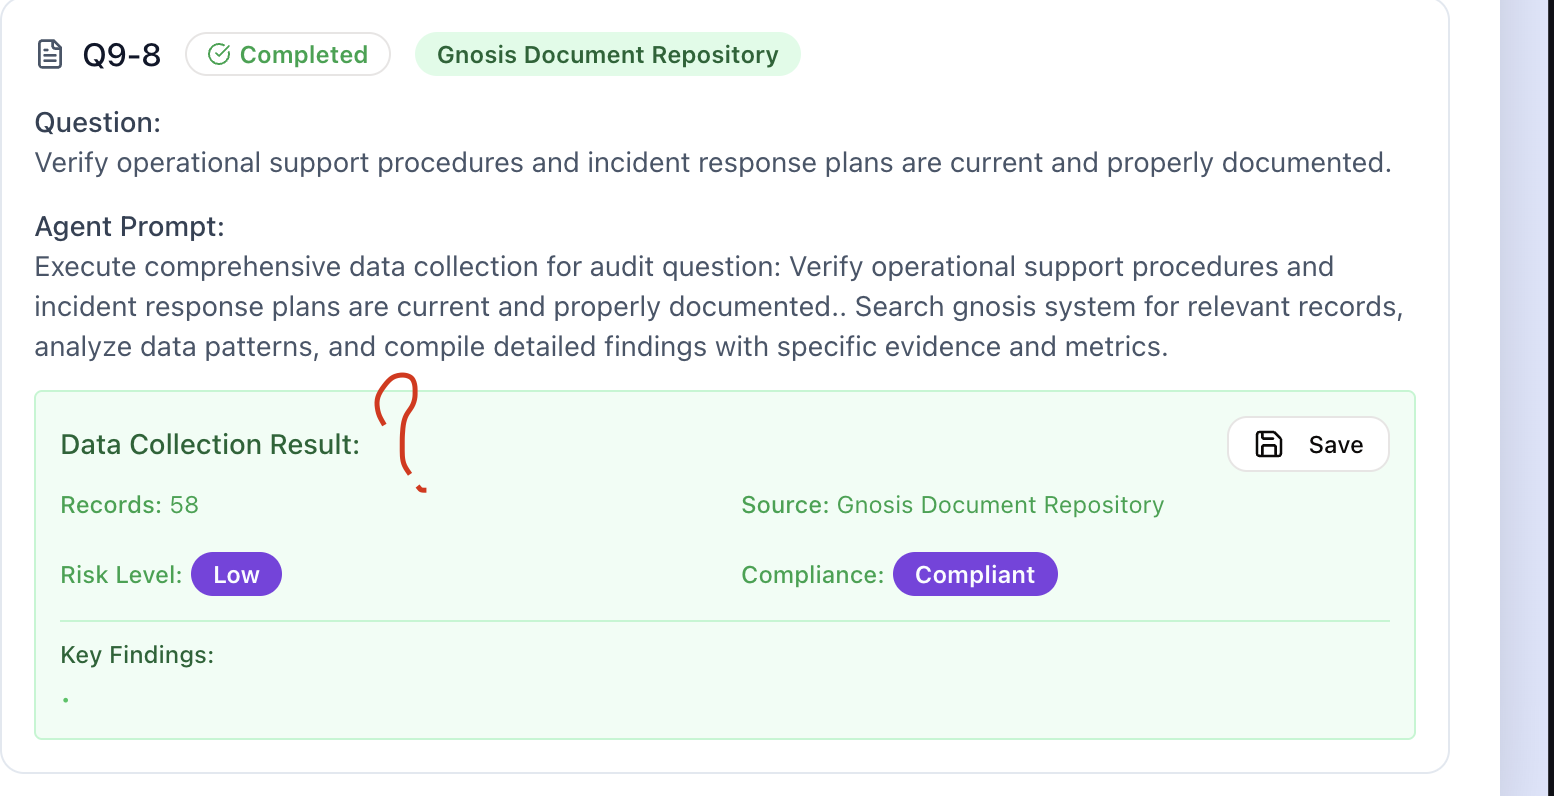 Q9-8 Completed Gnosis Document Repository
Question:
Verify operational support procedures and incident response plans are current and properly documented.
Agent Prompt:
Execute comprehensive data collection for audit question: Verify operational support procedures and
incident response plans are current and properly documented.. Search gnosis system for relevant records,
analyze data patterns, and compile detailed findings with specific evidence and metrics.
?
Data Collection Result:
Save
Records: 58
Source: Gnosis Document Repository
Risk Level: Low
Compliance: Compliant
Key Findings: